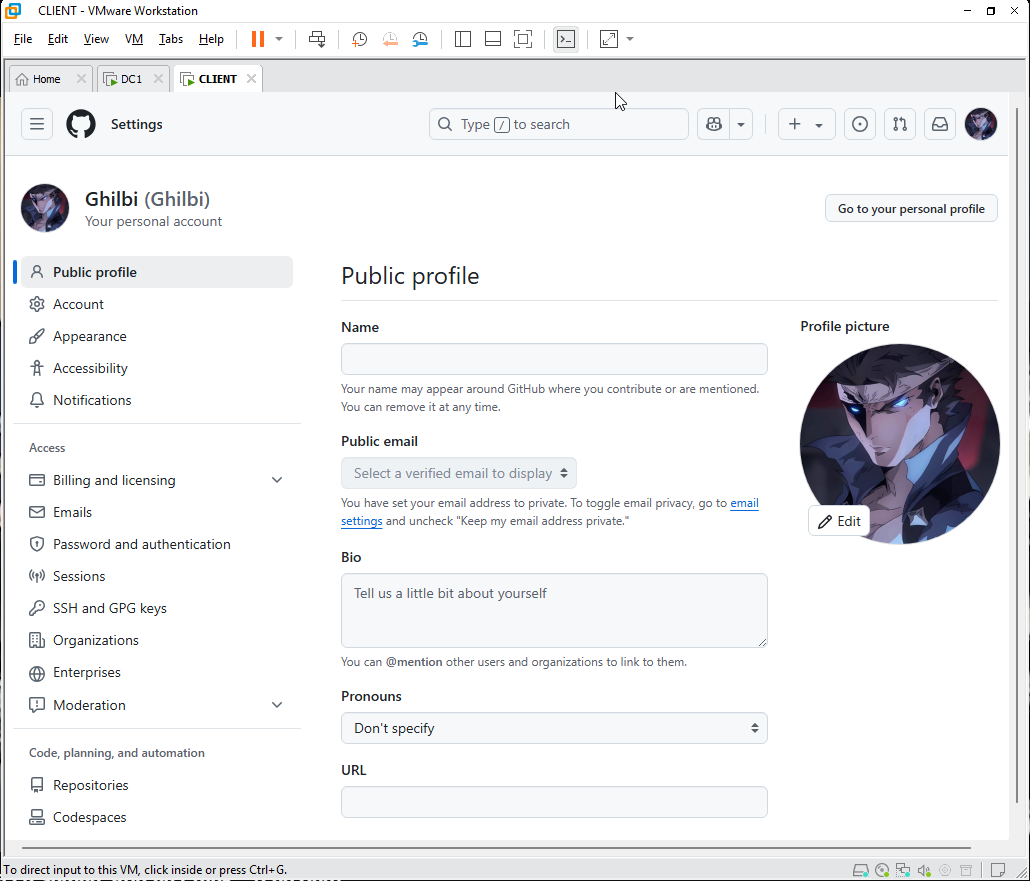 CLIENT - VMware Workstation
File Edit View VM Tabs Help
Home DC1 CLIENT
Settings
Type / to search
Ghilbi (Ghilbi)
Your personal account
Go to your personal profile
Public profile
Account
Appearance
Accessibility
Notifications
Access
Billing and licensing
Emails
Password and authentication
Sessions
SSH and GPG keys
Organizations
Enterprises
Moderation
Code, planning, and automation
Repositories
Codespaces
Public profile
Name
Your name may appear around GitHub where you contribute or are mentioned.
You can remove it at any time.
Public email
Select a verified email to display
You have set your email address to private. To toggle email privacy, go to email
settings and uncheck "Keep my email address private."
Bio
Tell us a little bit about yourself
You can @mention other users and organizations to link to them.
Pronouns
Don't specify
URL
Profile picture
Edit
To direct input to this VM, click inside or press Ctrl+G.